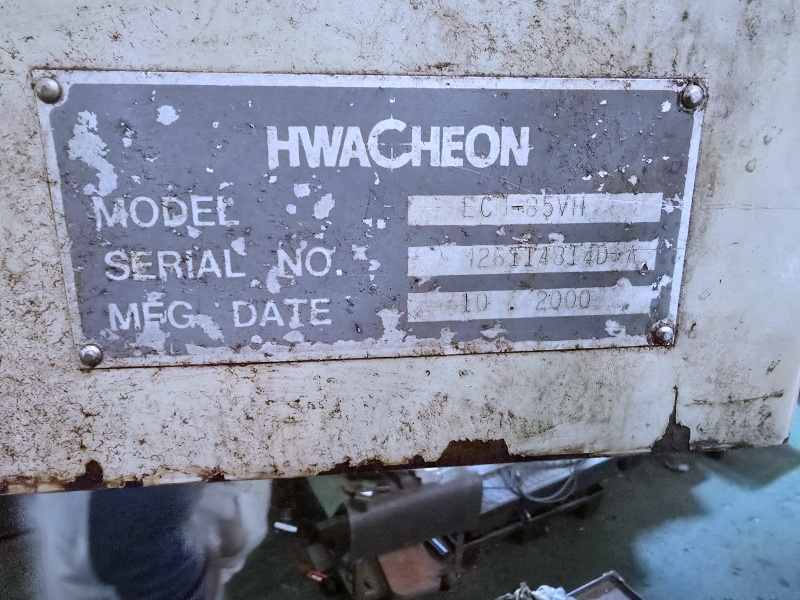 HWACHEON
MODEL
SERIAL NO.
MFG. DATE 10 . 2000